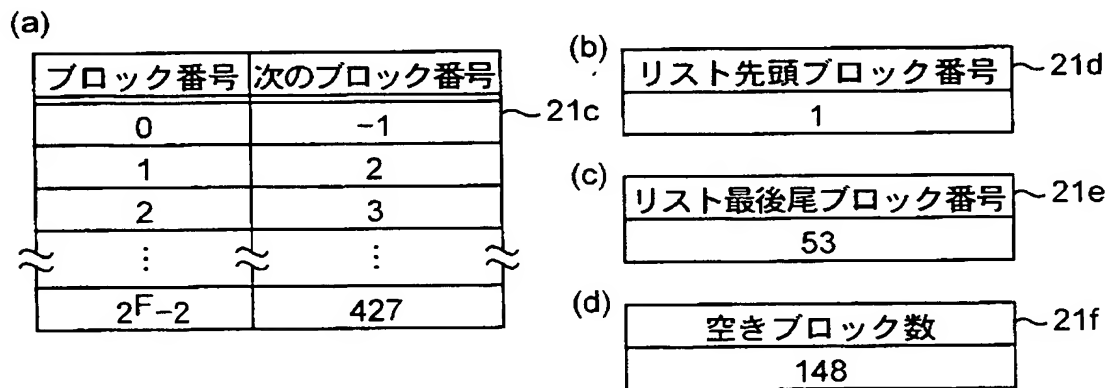 (a)
ブロック番号 次のブロック番号
21c
0 -1
1 2
2 3
⋮ ⋮
2F-2 427
(b)
リスト先頭ブロック番号
21d
1
(c)
リスト最後尾ブロック番号
21e
53
(d)
空きブロック数
21f
148